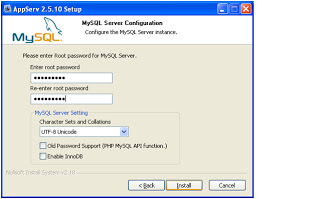 AppServ 2.5.10 Setup
MySQL
MySQL Server Configuration
Configure the MySQL Server instance.
Please enter Root password for MySQL Server.
Enter root password
•••••••••
Re-enter root password
•••••••••
MySQL Server Setting
Character Sets and Collations
UTF-8 Unicode
Old Password Support (PHP MySQL API function.)
Enable InnoDB
Nullsoft Install System v2.18
< Back
Install
Cancel